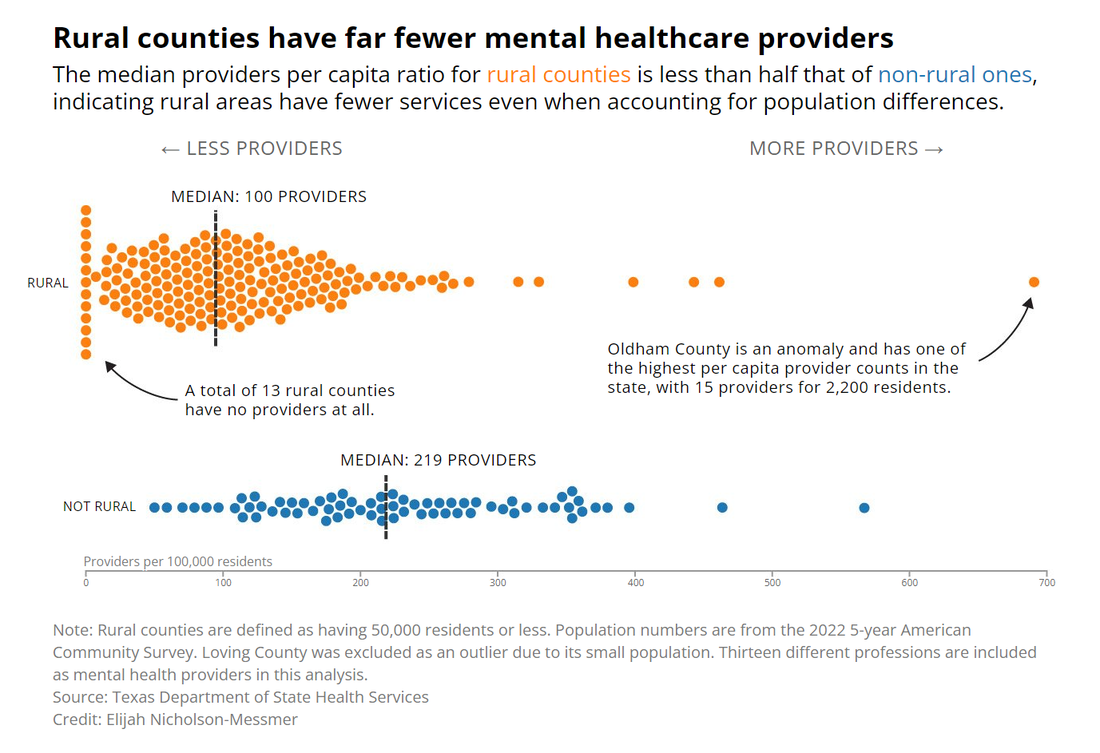 Rural counties have far fewer mental healthcare providers
The median providers per capita ratio for rural counties is less than half that of non-rural ones,
indicating rural areas have fewer services even when accounting for population differences.
← LESS PROVIDERS
MORE PROVIDERS →
MEDIAN: 100 PROVIDERS
RURAL
Oldham County is an anomaly and has one of
the highest per capita provider counts in the
state, with 15 providers for 2,200 residents.
A total of 13 rural counties
have no providers at all.
MEDIAN: 219 PROVIDERS
NOT RURAL
Providers per 100,000 residents
0 100 200 300 400 500 600 700
Note: Rural counties are defined as having 50,000 residents or less. Population numbers are from the 2022 5-year American
Community Survey. Loving County was excluded as an outlier due to its small population. Thirteen different professions are included
as mental health providers in this analysis.
Source: Texas Department of State Health Services
Credit: Elijah Nicholson-Messmer